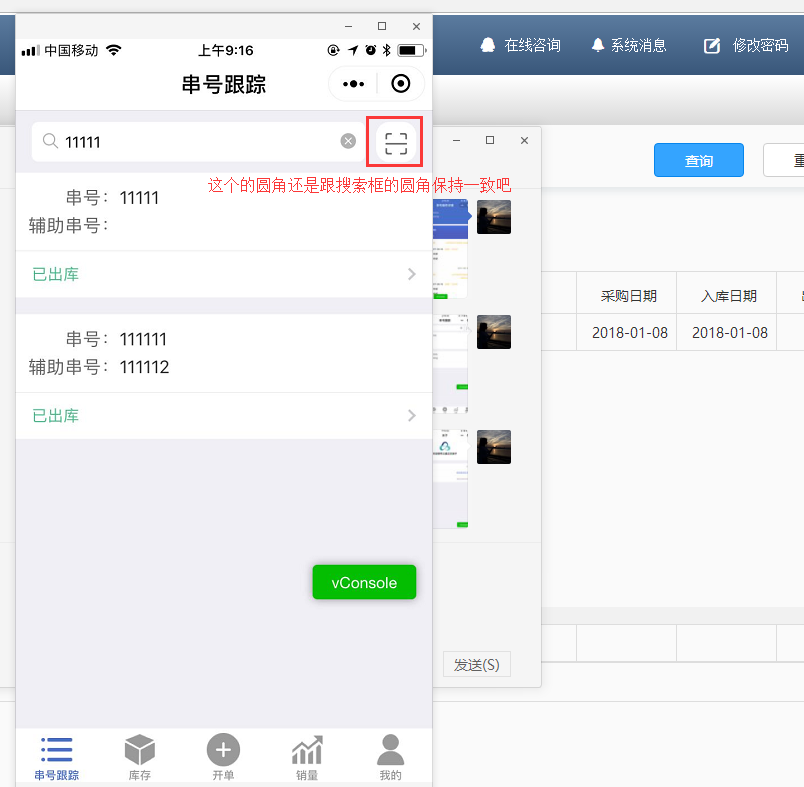 中国移动
上午9:16
串号跟踪
11111
这个的圆角还是跟搜索框的圆角保持一致吧
串号：11111
辅助串号：
已出库
串号：111111
辅助串号：111112
已出库
vConsole
串号跟踪
库存
开单
销量
我的
发送(S)
在线咨询
系统消息
修改密码
查询
采购日期
入库日期
2018-01-08
2018-01-08